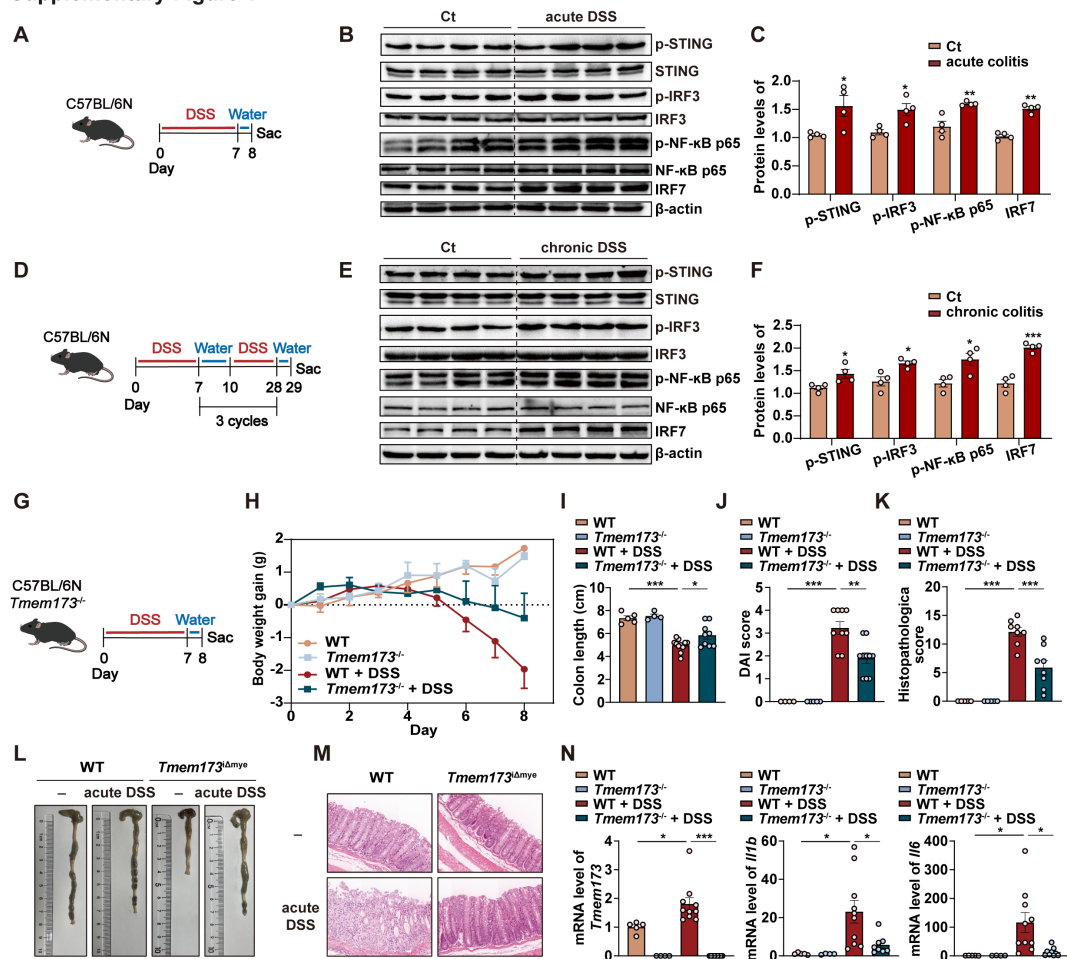 A
C57BL/6N
DSS
Water
Sac
0
7
8
Day
B
Ct
acute DSS
p-STING
STING
p-IRF3
IRF3
p-NF-κB p65
NF-κB p65
IRF7
β-actin
C
Ct
acute colitis
Protein levels of
2.0
1.5
1.0
0.5
0.0
*
*
**
**
p-STING
p-IRF3
p-NF-κB p65
IRF7
D
C57BL/6N
DSS
Water
DSS
Water
Sac
0
7
10
28
29
Day
3 cycles
E
Ct
chronic DSS
p-STING
STING
p-IRF3
IRF3
p-NF-κB p65
NF-κB p65
IRF7
β-actin
F
Ct
chronic colitis
Protein levels of
2.5
2.0
1.5
1.0
0.5
0.0
*
*
*
***
p-STING
p-IRF3
p-NF-κB p65
IRF7
G
C57BL/6N
Tmem173-/-
DSS
Water
Sac
0
7
8
Day
H
Body weight gain (g)
2
1
0
-1
-2
-3
WT
Tmem173-/-
WT + DSS
Tmem173-/- + DSS
0
2
4
6
8
Day
I
WT
Tmem173-/-
WT + DSS
Tmem173-/- + DSS
Colon length (cm)
10
8
6
4
2
0
***
*
J
WT
Tmem173-/-
WT + DSS
Tmem173-/- + DSS
DAI score
5
4
3
2
1
0
***
**
K
WT
Tmem173-/-
WT + DSS
Tmem173-/- + DSS
Histopathologica
score
20
15
10
5
0
***
***
L
WT
Tmem173iΔmye
–
acute DSS
–
acute DSS
M
WT
Tmem173iΔmye
–
acute
DSS
N
WT
Tmem173-/-
WT + DSS
Tmem173-/- + DSS
mRNA level of
Tmem173
4
3
2
1
0
*
***
WT
Tmem173-/-
WT + DSS
Tmem173-/- + DSS
mRNA level of Il1b
60
40
20
0
*
*
WT
Tmem173-/-
WT + DSS
Tmem173-/- + DSS
mRNA level of Il6
400
300
200
100
0
*
*